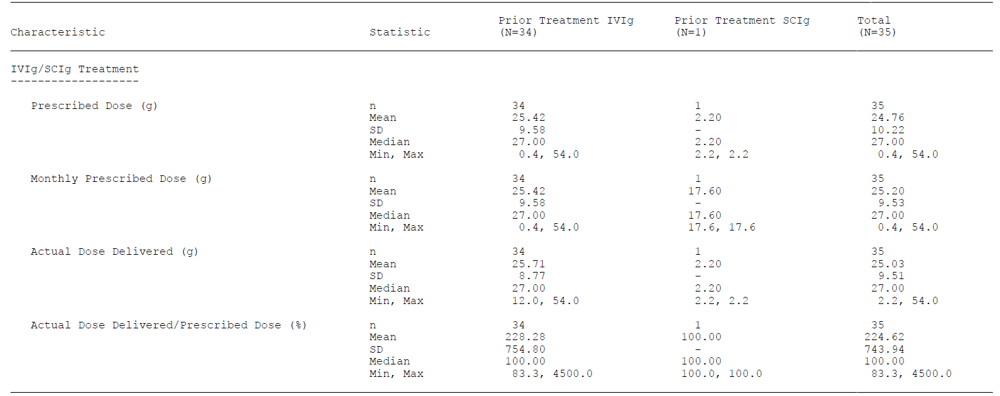 Prior Treatment IVIg Prior Treatment SCIg Total
Characteristic Statistic (N=34) (N=1) (N=35)
IVIg/SCIg Treatment
-------------------
Prescribed Dose (g) n 34 1 35
Mean 25.42 2.20 24.76
SD 9.58 - 10.22
Median 27.00 2.20 27.00
Min, Max 0.4, 54.0 2.2, 2.2 0.4, 54.0
Monthly Prescribed Dose (g) n 34 1 35
Mean 25.42 17.60 25.20
SD 9.58 - 9.53
Median 27.00 17.60 27.00
Min, Max 0.4, 54.0 17.6, 17.6 0.4, 54.0
Actual Dose Delivered (g) n 34 1 35
Mean 25.71 2.20 25.03
SD 8.77 - 9.51
Median 27.00 2.20 27.00
Min, Max 12.0, 54.0 2.2, 2.2 2.2, 54.0
Actual Dose Delivered/Prescribed Dose (%) n 34 1 35
Mean 228.28 100.00 224.62
SD 754.80 - 743.94
Median 100.00 100.00 100.00
Min, Max 83.3, 4500.0 100.0, 100.0 83.3, 4500.0